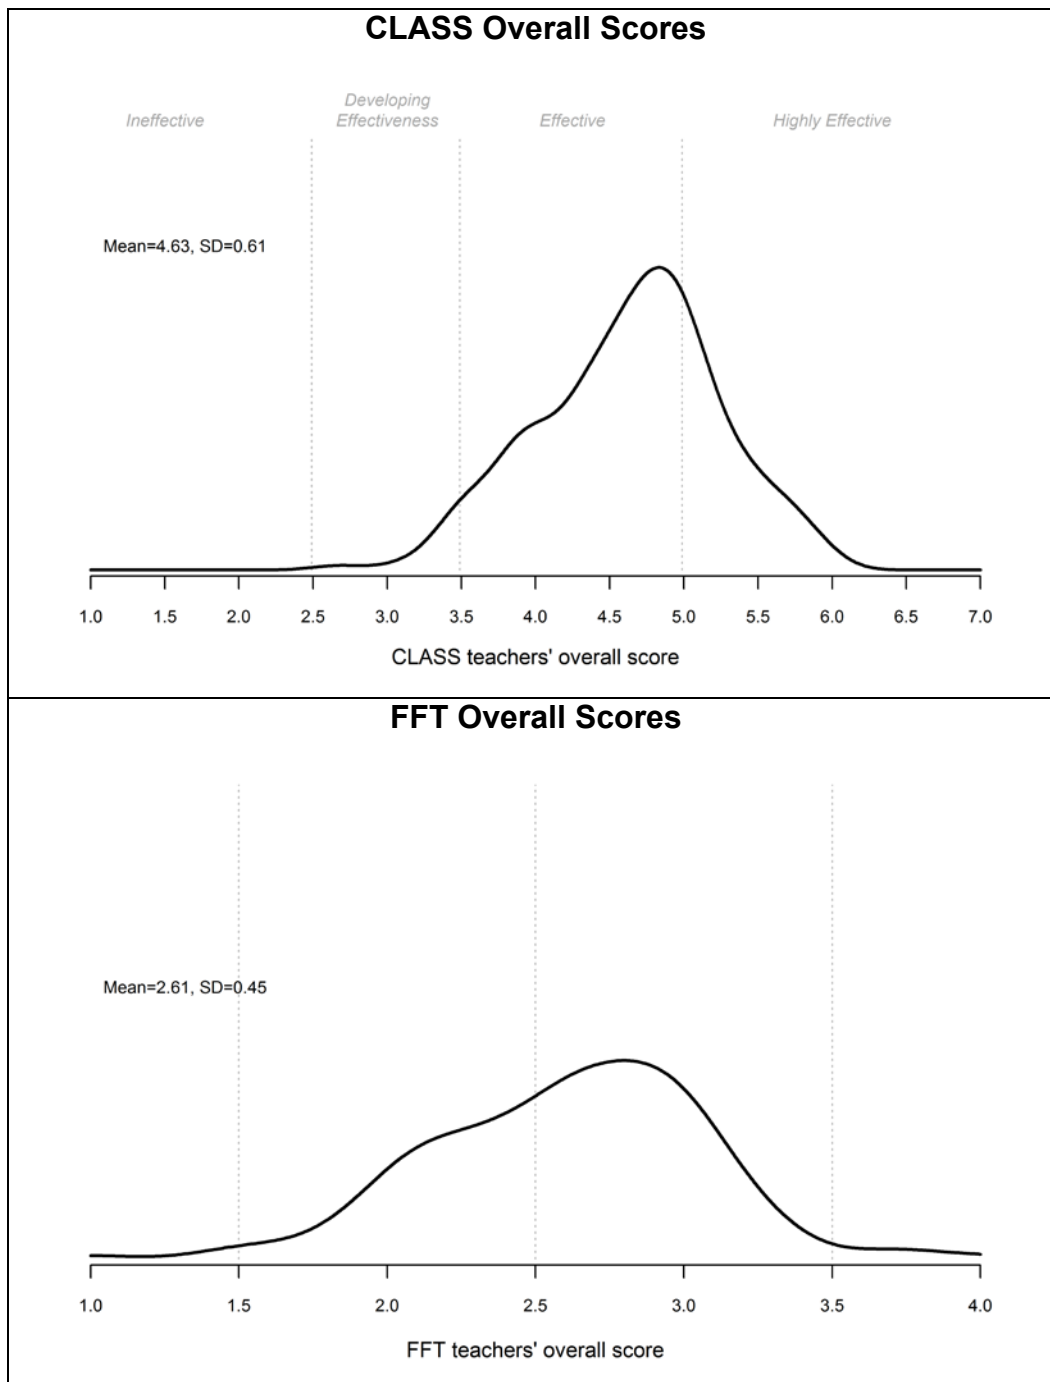 CLASS Overall Scores
Ineffective
Developing
Effectiveness
Effective
Highly Effective
Mean=4.63, SD=0.61
1.0 1.5 2.0 2.5 3.0 3.5 4.0 4.5 5.0 5.5 6.0 6.5 7.0
CLASS teachers' overall score
FFT Overall Scores
Mean=2.61, SD=0.45
1.0 1.5 2.0 2.5 3.0 3.5 4.0
FFT teachers' overall score